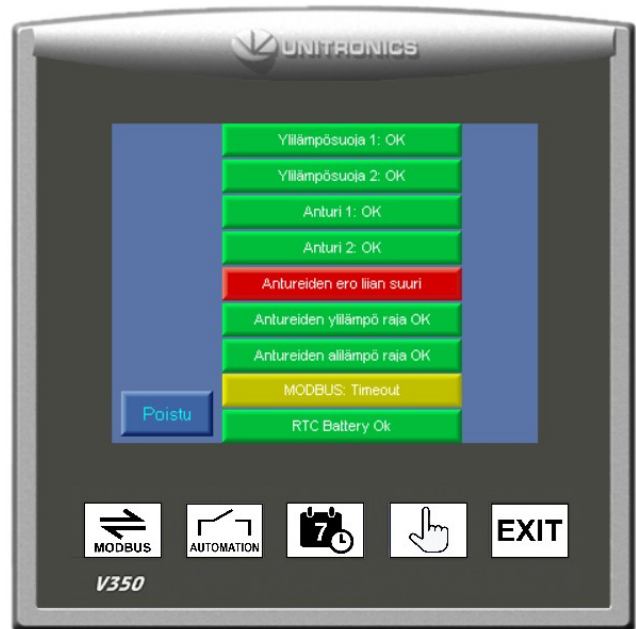 UNITRONICS
Ylilämpösuoja 1: OK
Ylilämpösuoja 2: OK
Anturi 1: OK
Anturi 2: OK
Antureiden ero liian suuri
Antureiden ylilämpö raja OK
Antureiden alilämpö raja OK
MODBUS: Timeout
Poistu
RTC Battery Ok
MODBUS
AUTOMATION
7
EXIT
V350